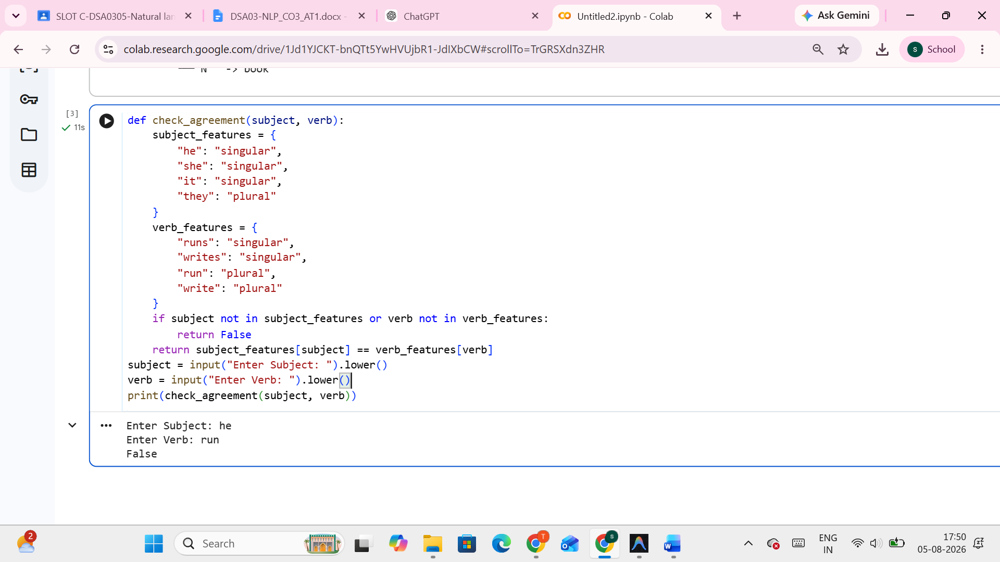 SLOT C-DSA0305-Natural lan
DSA03-NLP_CO3_AT1.docx -
ChatGPT
Untitled2.ipynb - Colab
Ask Gemini
colab.research.google.com/drive/1Jd1YJCKT-bnQTt5YwHVUjbR1-JdIXbCW#scrollTo=TrGRSXdn3ZHR
S School
N -> book
[3]
11s
def check_agreement(subject, verb):
    subject_features = {
        "he": "singular",
        "she": "singular",
        "it": "singular",
        "they": "plural"
    }
    verb_features = {
        "runs": "singular",
        "writes": "singular",
        "run": "plural",
        "write": "plural"
    }
    if subject not in subject_features or verb not in verb_features:
        return False
    return subject_features[subject] == verb_features[verb]
subject = input("Enter Subject: ").lower()
verb = input("Enter Verb: ").lower()
print(check_agreement(subject, verb))
Enter Subject: he
Enter Verb: run
False
2
Search
T
S
ENG
IN
17:50
05-08-2026